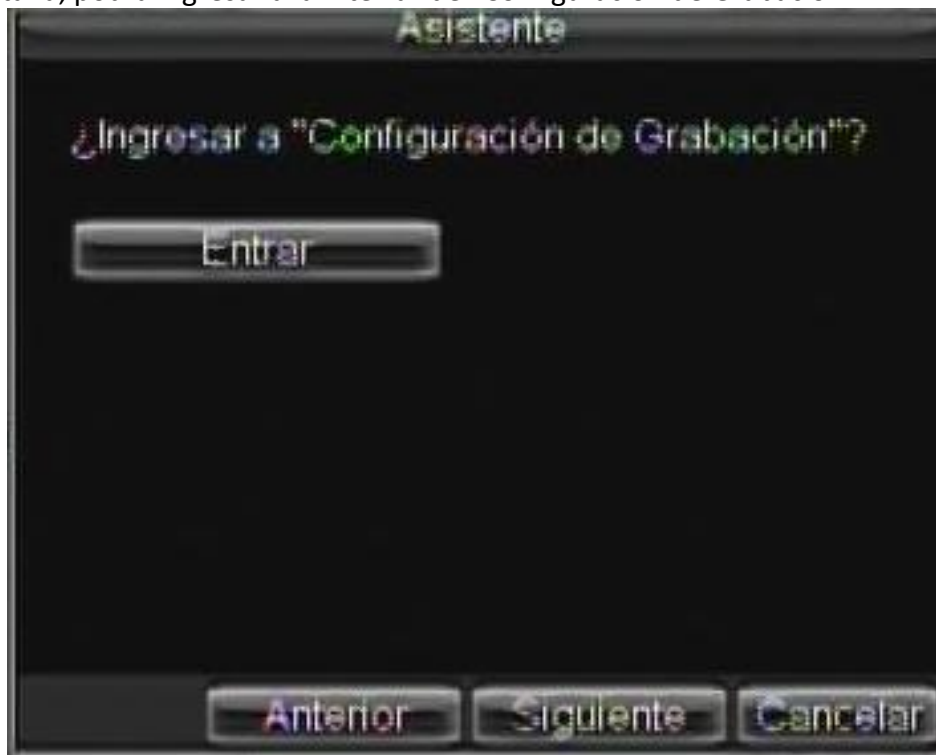 Asistente
¿Ingresar a "Configuración de Grabación"?
Entrar
Anterior Siguiente Cancelar